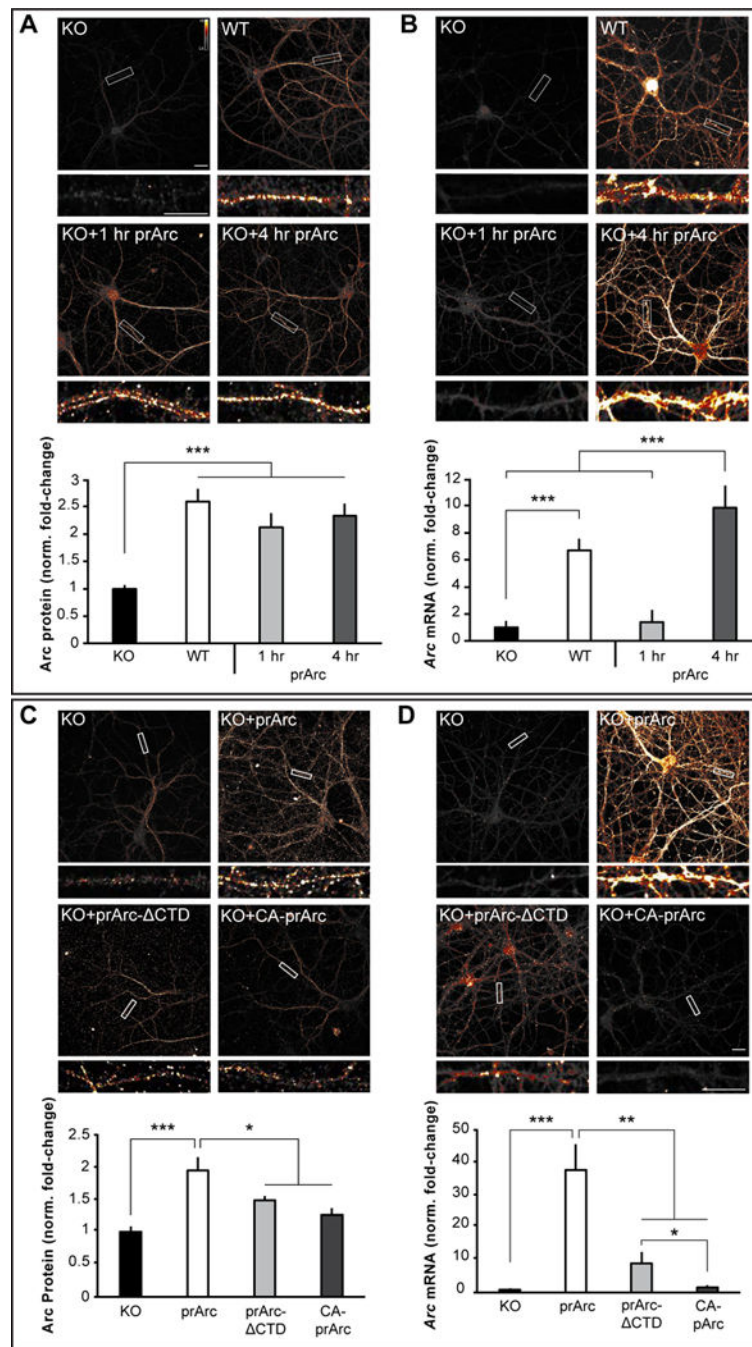 A
KO
WT
KO+1 hr prArc
KO+4 hr prArc
Arc protein (norm. fold-change)
3
2.5
2
1.5
1
0.5
0
***
KO
WT
1 hr
4 hr
prArc
B
KO
WT
KO+1 hr prArc
KO+4 hr prArc
Arc mRNA (norm. fold-change)
12
10
8
6
4
2
0
***
***
KO
WT
1 hr
4 hr
prArc
C
KO
KO+prArc
KO+prArc-ΔCTD
KO+CA-prArc
Arc Protein (norm. fold-change)
2.5
2
1.5
1
0.5
0
***
*
KO
prArc
prArc-
ΔCTD
CA-
prArc
D
KO
KO+prArc
KO+prArc-ΔCTD
KO+CA-prArc
Arc mRNA (norm. fold-change)
50
40
30
20
10
0
***
**
*
KO
prArc
prArc-
ΔCTD
CA-
pArc